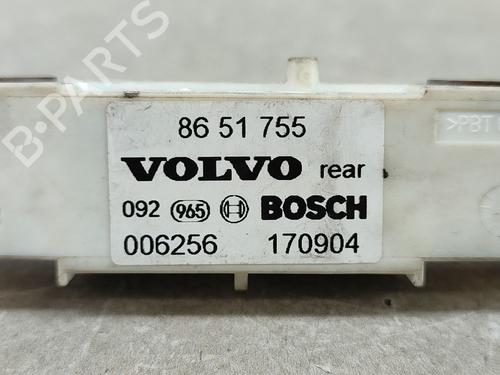 B-PARTS
86 51 755
VOLVO rear
092 965 BOSCH
006256 170904
>PBT